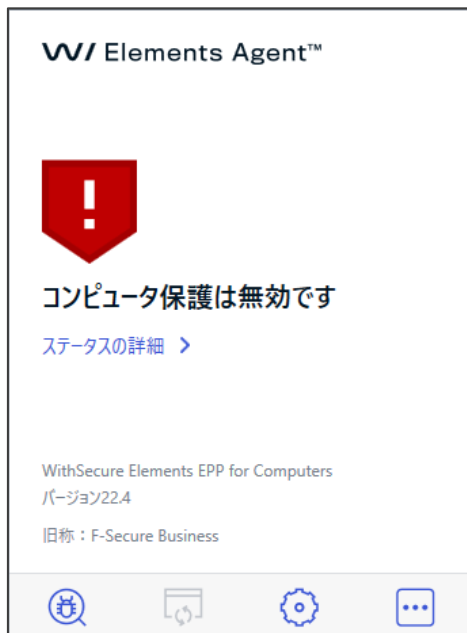 W/ Elements Agent™
コンピュータ保護は無効です
ステータスの詳細
WithSecure Elements EPP for Computers
バージョン22.4
旧称：F-Secure Business